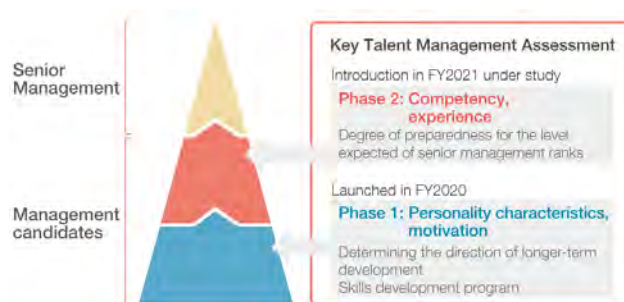 Senior
Management
Management
candidates
Key Talent Management Assessment
Introduction in FY2021 under study
Phase 2: Competency,
experience
Degree of preparedness for the level
expected of senior management ranks
Launched in FY2020
Phase 1: Personality characteristics,
motivation
Determining the direction of longer-term
development
Skills development program